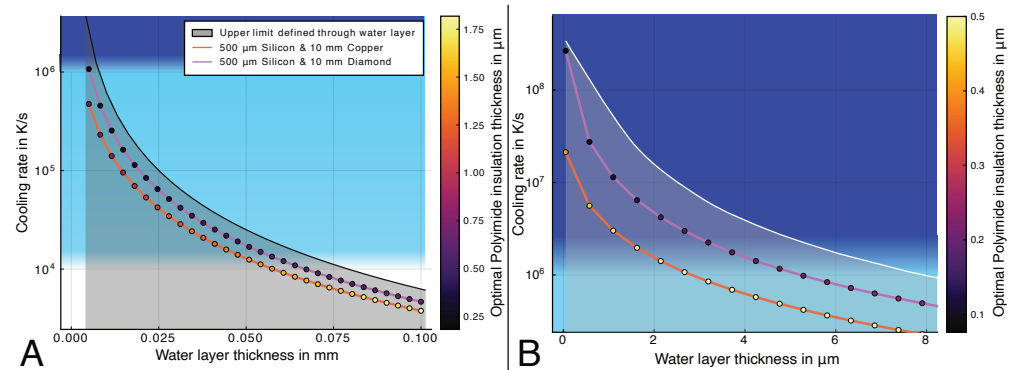 Upper limit defined through water layer
500 μm Silicon & 10 mm Copper
500 μm Silicon & 10 mm Diamond
Cooling rate in K/s
10⁶
10⁵
10⁴
0.000
0.025
0.050
0.075
0.100
Water layer thickness in mm
A
1.75
1.50
1.25
1.00
0.75
0.50
0.25
Optimal Polyimide insulation thickness in μm
B
Cooling rate in K/s
10⁸
10⁷
10⁶
0
2
4
6
8
Water layer thickness in μm
0.5
0.4
0.3
0.2
0.1
Optimal Polyimide insulation thickness in μm